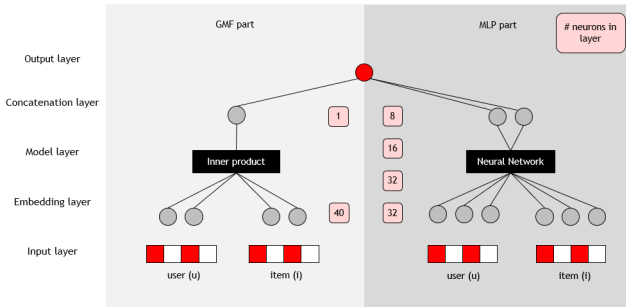 GMF part
MLP part
# neurons in
layer
Output layer
Concatenation layer
1
8
Model layer
Inner product
16
Neural Network
32
Embedding layer
40
32
Input layer
user (u)
item (i)
user (u)
item (i)